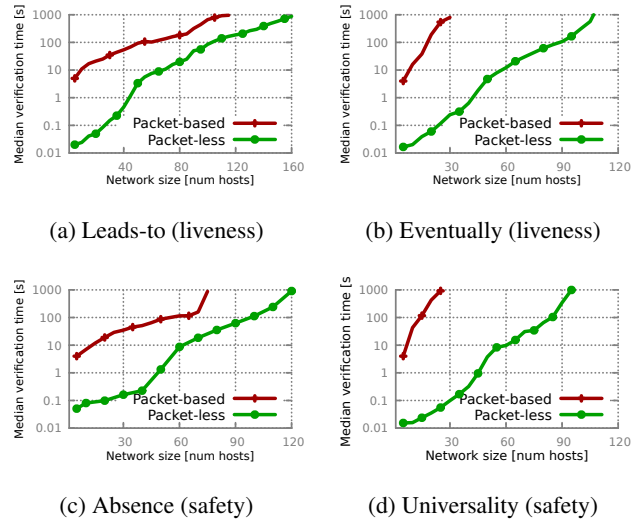 Median verification time [s]
1000
100
10
1
0.1
0.01
Packet-based
Packet-less
40
80
120
160
Network size [num hosts]
(a) Leads-to (liveness)
Median verification time [s]
1000
100
10
1
0.1
0.01
Packet-based
Packet-less
30
60
90
120
Network size [num hosts]
(b) Eventually (liveness)
Median verification time [s]
1000
100
10
1
0.1
0.01
Packet-based
Packet-less
30
60
90
120
Network size [num hosts]
(c) Absence (safety)
Median verification time [s]
1000
100
10
1
0.1
0.01
Packet-based
Packet-less
30
60
90
120
Network size [num hosts]
(d) Universality (safety)